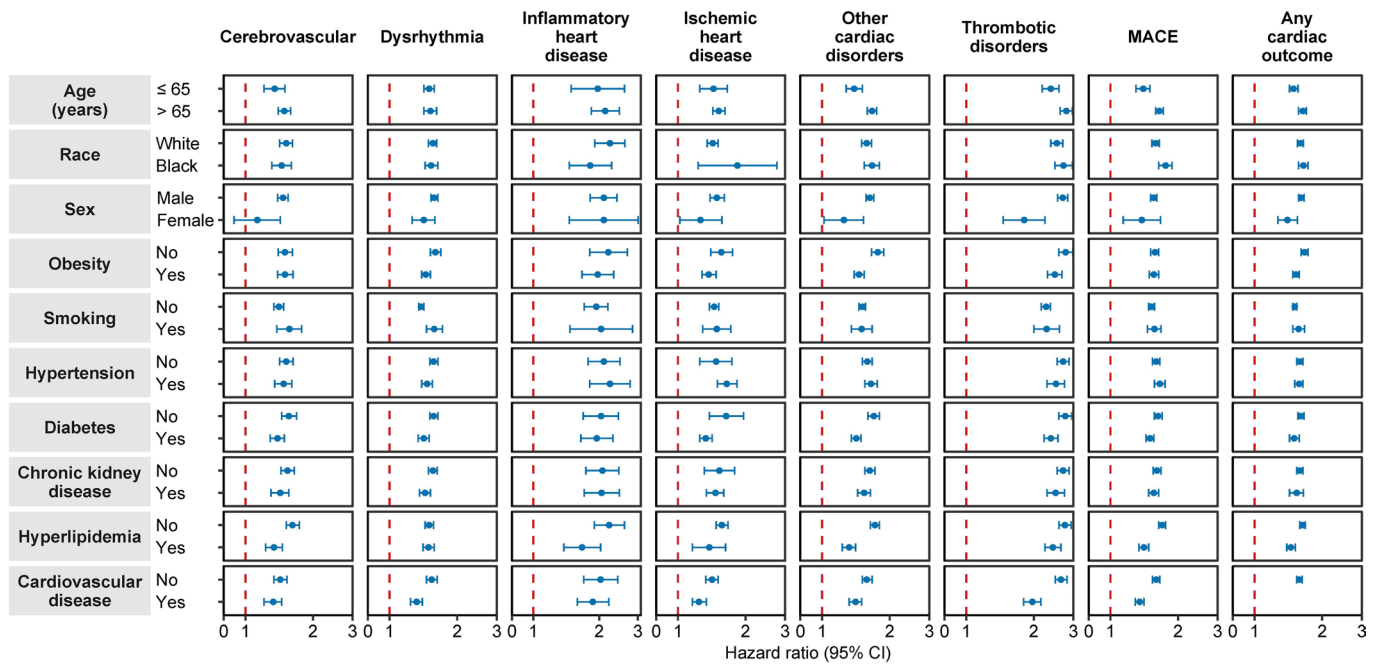 Cerebrovascular
Dysrhythmia
Inflammatory
heart
disease
Ischemic
heart
disease
Other
cardiac
disorders
Thrombotic
disorders
MACE
Any
cardiac
outcome
Age
(years)
≤ 65
> 65
Race
White
Black
Sex
Male
Female
Obesity
No
Yes
Smoking
No
Yes
Hypertension
No
Yes
Diabetes
No
Yes
Chronic kidney
disease
No
Yes
Hyperlipidemia
No
Yes
Cardiovascular
disease
No
Yes
0 1 2 3 0 1 2 3 0 1 2 3 0 1 2 3 0 1 2 3 0 1 2 3 0 1 2 3 0 1 2 3
Hazard ratio (95% CI)